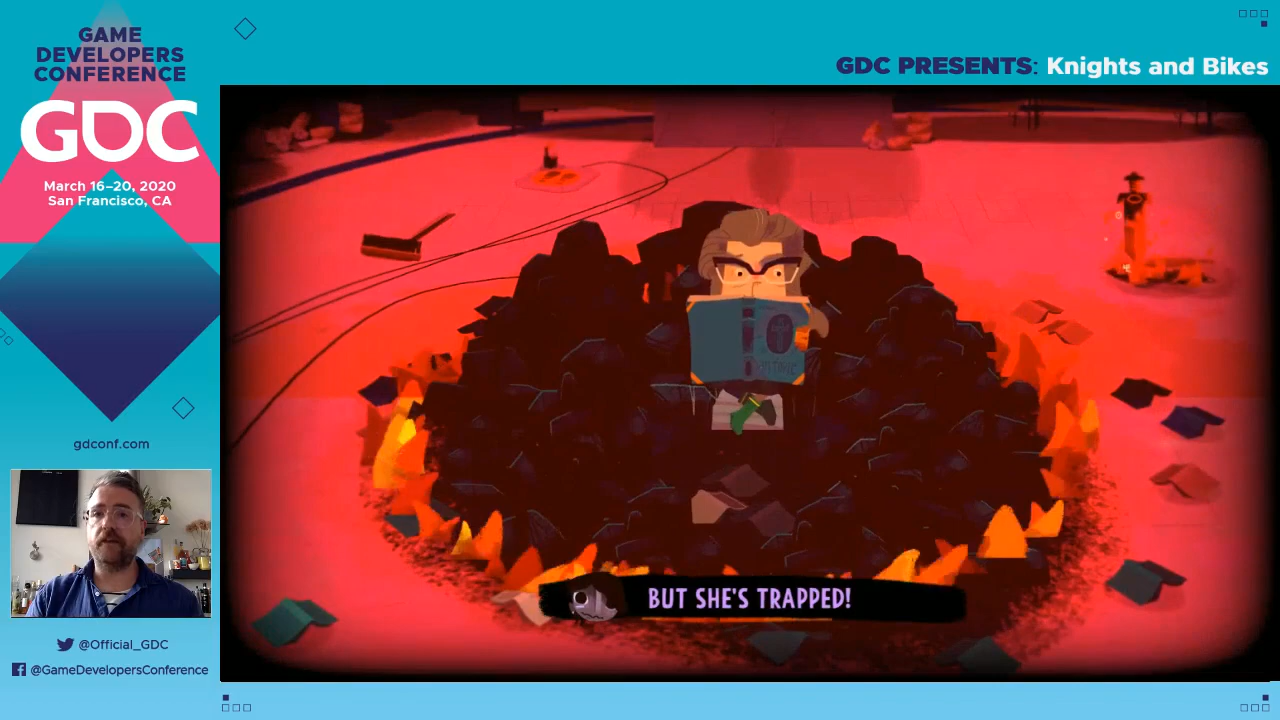 GAME
DEVELOPERS
CONFERENCE
GDC
March 16–20, 2020
San Francisco, CA
gdconf.com
@Official_GDC
@GameDevelopersConference
GDC PRESENTS: Knights and Bikes
BUT SHE'S TRAPPED!